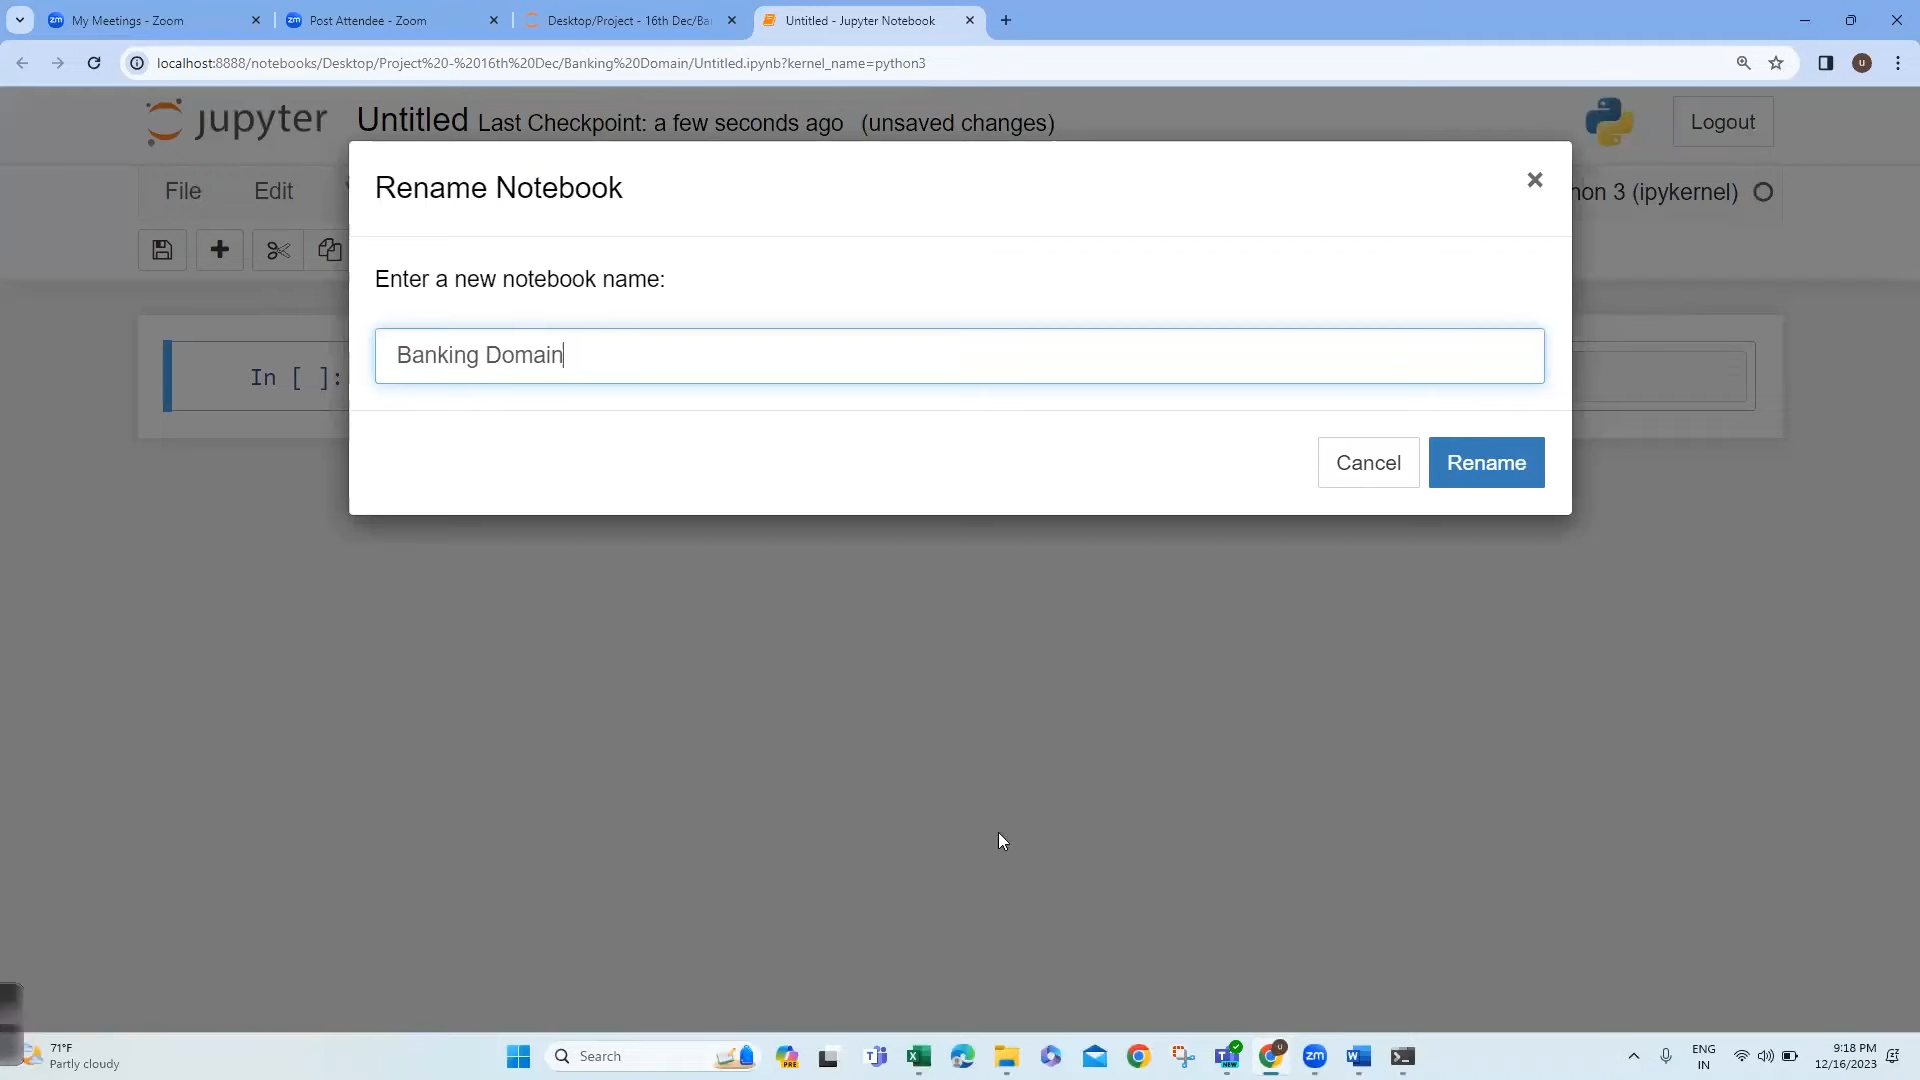 My Meetings - Zoom
Post Attendee - Zoom
Desktop/Project - 16th Dec/Ba
Untitled - Jupyter Notebook
localhost:8888/notebooks/Desktop/Project%20-%2016th%20Dec/Banking%20Domain/Untitled.ipynb?kernel_name=python3
jupyter
Untitled Last Checkpoint: a few seconds ago (unsaved changes)
Logout
File Edit
hon 3 (ipykernel)
Rename Notebook
Enter a new notebook name:
Banking Domain
In [ ]:
Cancel
Rename
71°F
Partly cloudy
Search
ENG
IN
9:18 PM
12/16/2023